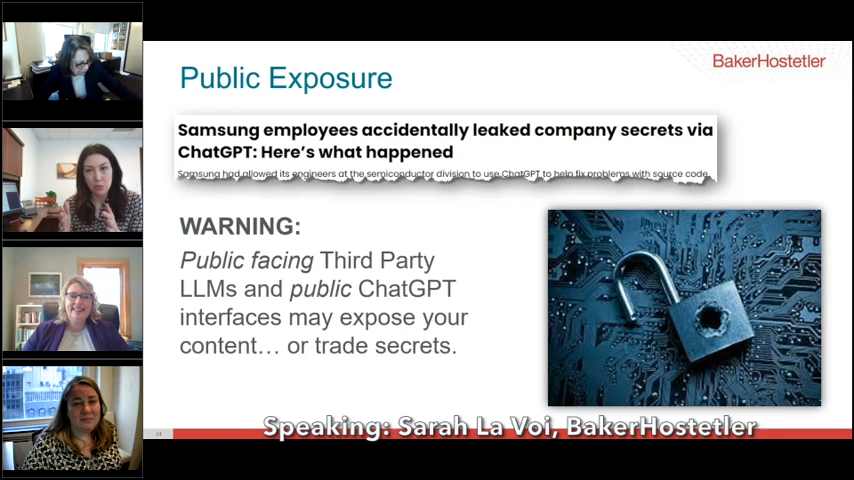 BakerHostetler
Public Exposure
Samsung employees accidentally leaked company secrets via
ChatGPT: Here's what happened
Samsung had allowed its engineers at the semiconductor division to use ChatGPT to help fix problems with source code.
WARNING:
Public facing Third Party
LLMs and public ChatGPT
interfaces may expose your
content… or trade secrets.
34
Speaking: Sarah La Voi, BakerHostetler